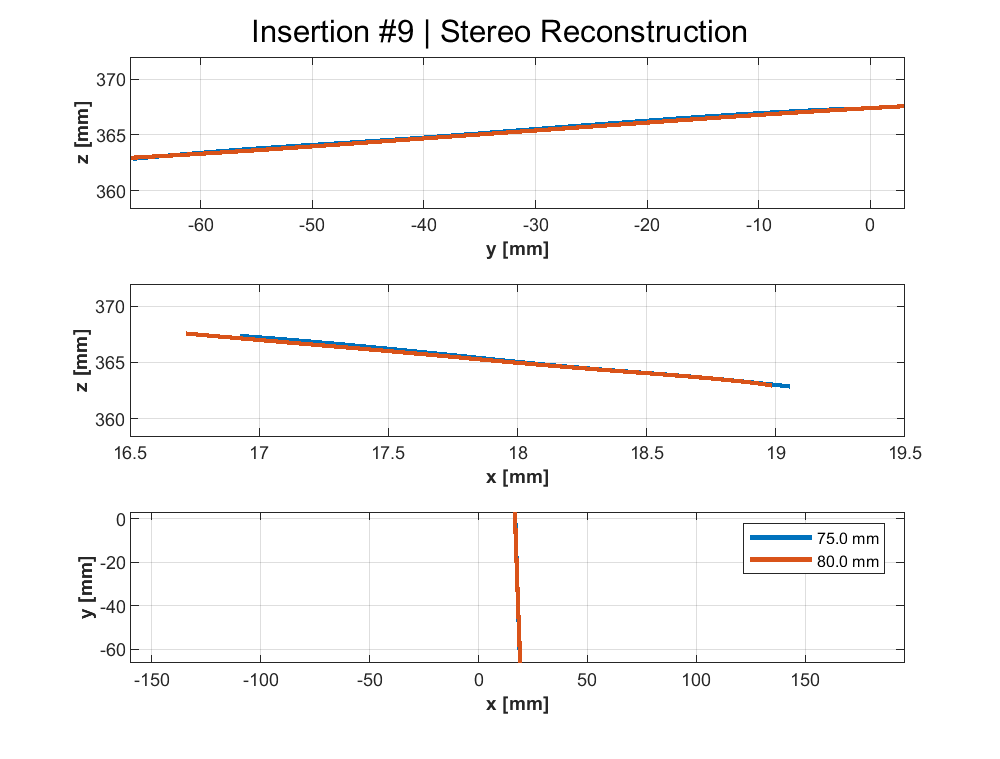 Insertion #9 | Stereo Reconstruction
370
365
360
z [mm]
-60 -50 -40 -30 -20 -10 0
y [mm]
370
365
360
z [mm]
16.5 17 17.5 18 18.5 19 19.5
x [mm]
0
-20
-40
-60
y [mm]
75.0 mm
80.0 mm
-150 -100 -50 0 50 100 150
x [mm]